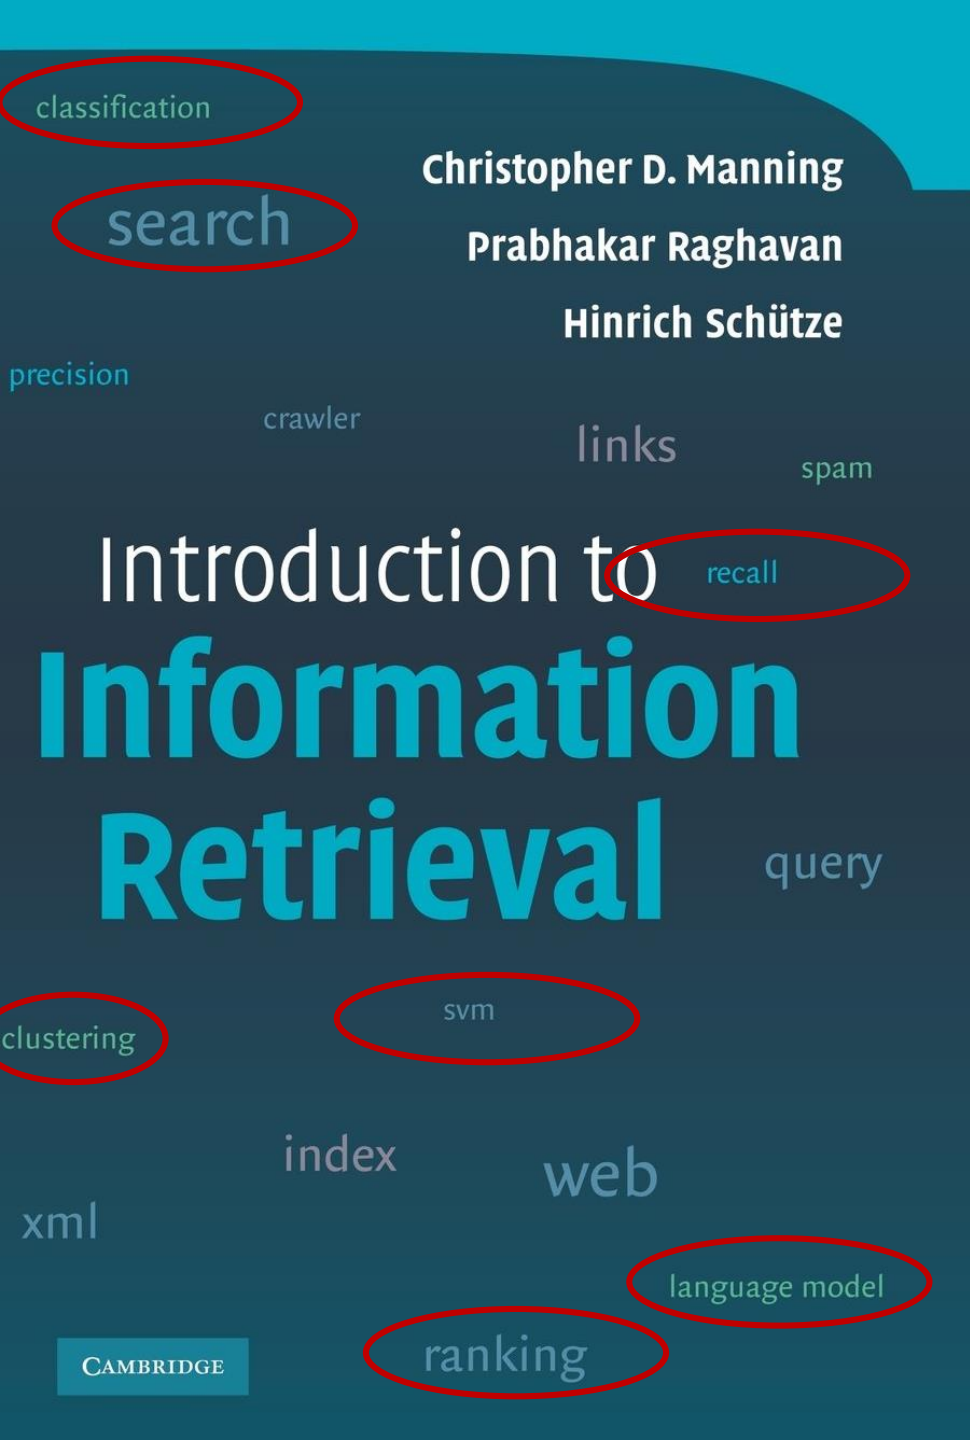 classification
Christopher D. Manning
search
Prabhakar Raghavan
Hinrich Schütze
precision
crawler
links
spam
Introduction to
recall
Information
Retrieval
query
svm
clustering
index
web
xml
language model
ranking
CAMBRIDGE